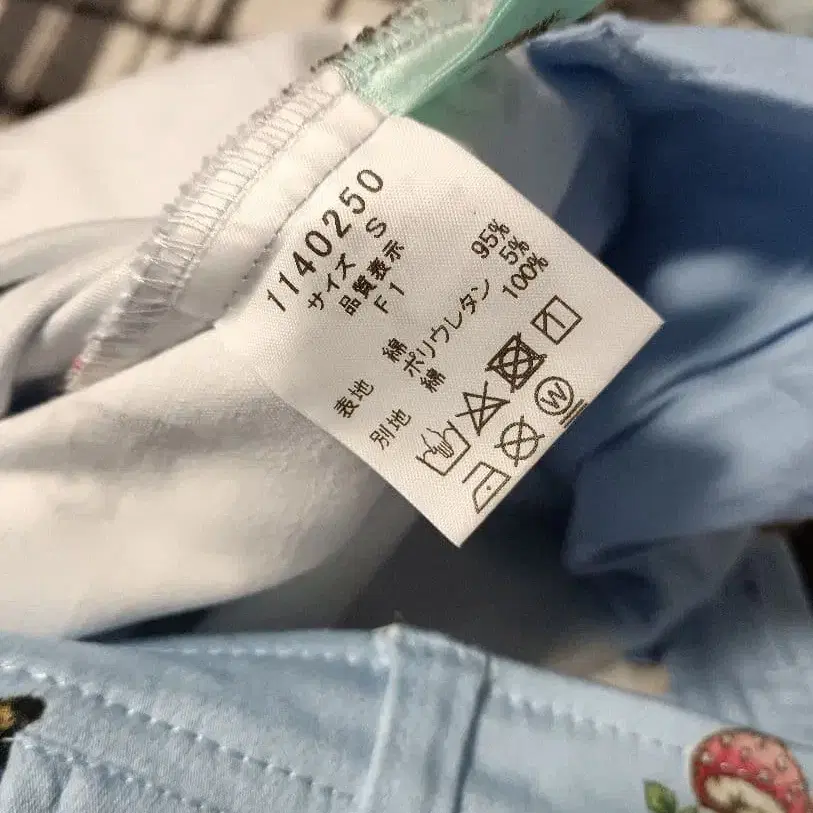 1140250
サイズ S
品質表示
F1
表地 綿 95%
ポリウレタン 5%
別地 綿 100%
W